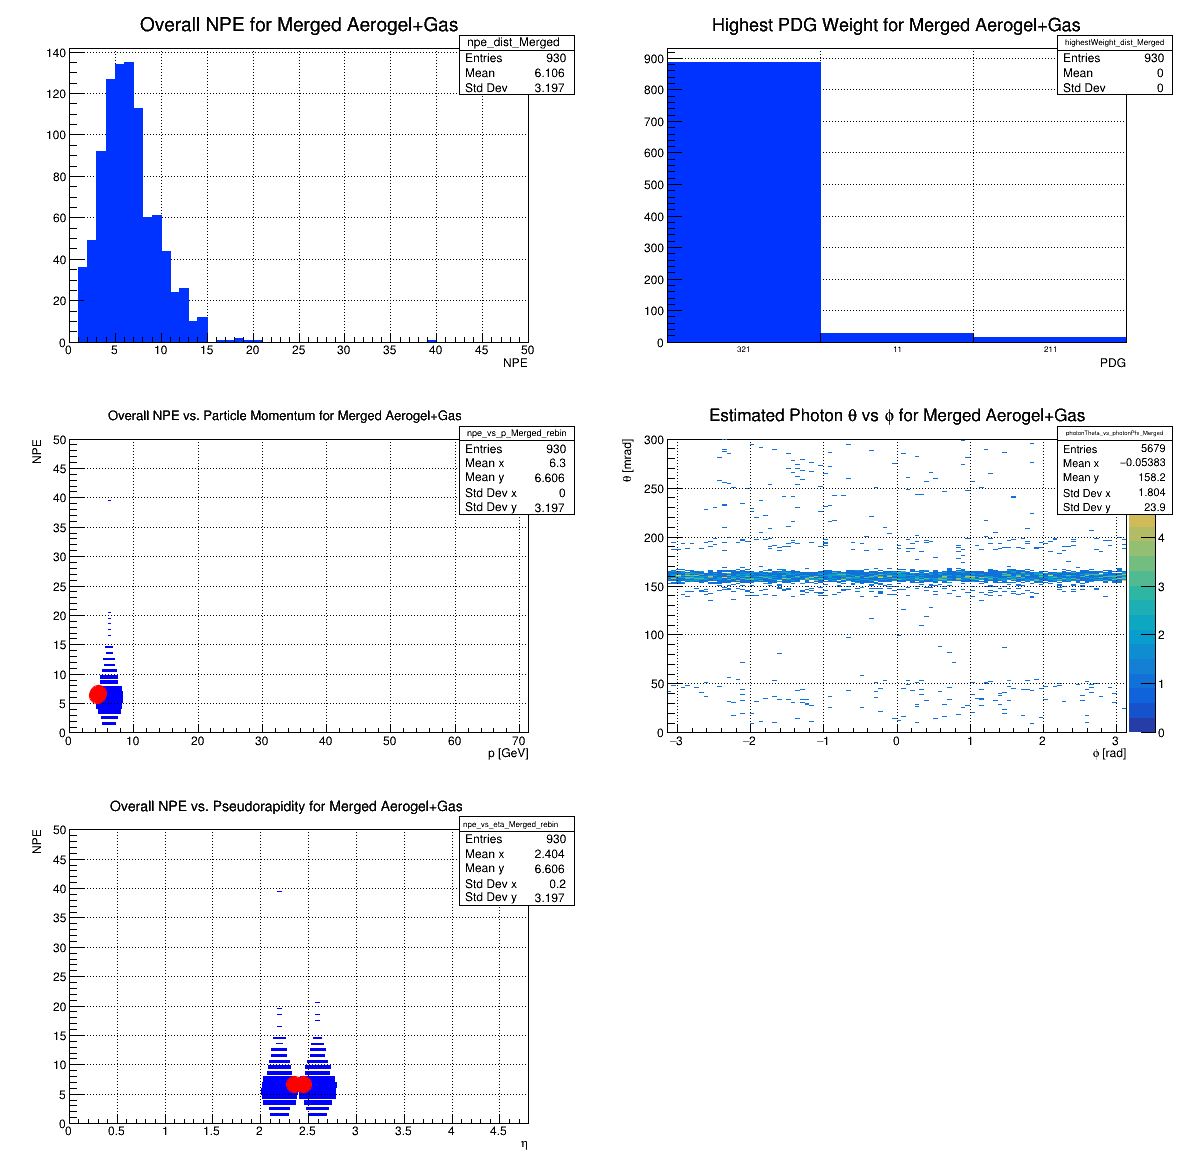 Overall NPE for Merged Aerogel+Gas
npe_dist_Merged
Entries 930
Mean 6.106
Std Dev 3.197
140
120
100
80
60
40
20
0
0 5 10 15 20 25 30 35 40 45 50
NPE
Highest PDG Weight for Merged Aerogel+Gas
highestWeight_dist_Merged
Entries 930
Mean 0
Std Dev 0
900
800
700
600
500
400
300
200
100
0
321 11 211
PDG
Overall NPE vs. Particle Momentum for Merged Aerogel+Gas
npe_vs_p_Merged_rebin
Entries 930
Mean x 6.3
Mean y 6.606
Std Dev x 0
Std Dev y 3.197
NPE
50
45
40
35
30
25
20
15
10
5
0
0 10 20 30 40 50 60 70
p [GeV]
Estimated Photon θ vs ϕ for Merged Aerogel+Gas
photonTheta_vs_photonPhi_Merged
Entries 5679
Mean x −0.05383
Mean y 158.2
Std Dev x 1.804
Std Dev y 23.9
θ [mrad]
300
250
200
150
100
50
0
−3 −2 −1 0 1 2 3
ϕ [rad]
4
3
2
1
0
Overall NPE vs. Pseudorapidity for Merged Aerogel+Gas
npe_vs_eta_Merged_rebin
Entries 930
Mean x 2.404
Mean y 6.606
Std Dev x 0.2
Std Dev y 3.197
NPE
50
45
40
35
30
25
20
15
10
5
0
0 0.5 1 1.5 2 2.5 3 3.5 4 4.5
η